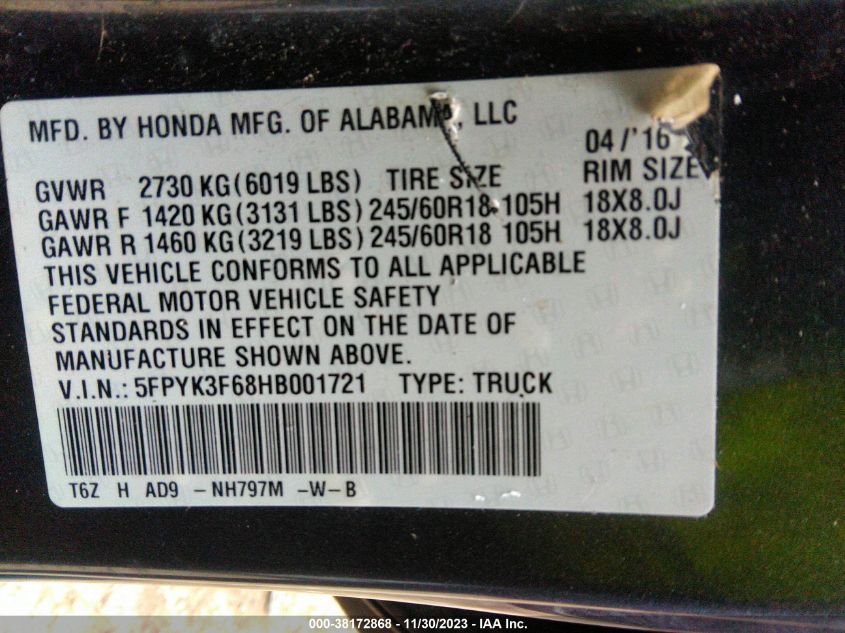 MFD. BY HONDA MFG. OF ALABAMA, LLC
04/'16
GVWR 2730 KG(6019 LBS) TIRE SIZE RIM SIZE
GAWR F 1420 KG(3131 LBS) 245/60R18 105H 18X8.0J
GAWR R 1460 KG(3219 LBS) 245/60R18 105H 18X8.0J
THIS VEHICLE CONFORMS TO ALL APPLICABLE
FEDERAL MOTOR VEHICLE SAFETY
STANDARDS IN EFFECT ON THE DATE OF
MANUFACTURE SHOWN ABOVE.
V.I.N.: 5FPYK3F68HB001721 TYPE: TRUCK
T6Z H AD9 -NH797M -W-B
000-38172868 - 11/30/2023 - IAA Inc.